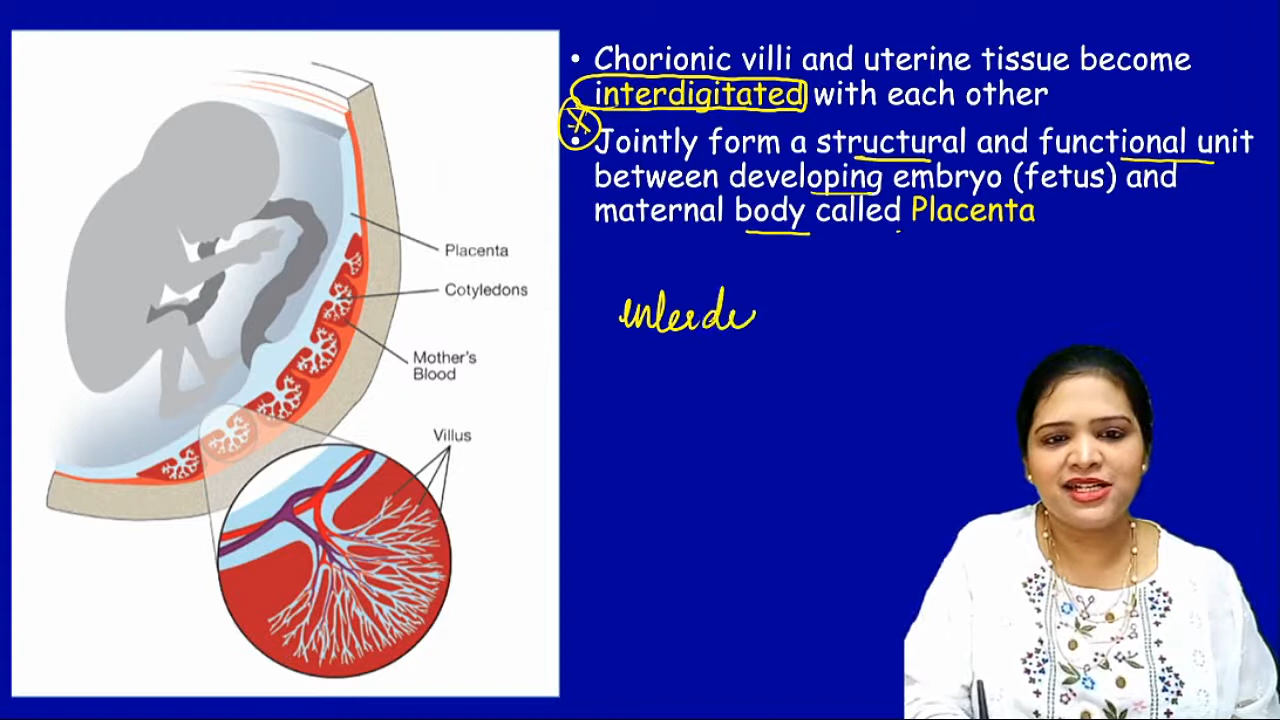 • Chorionic villi and uterine tissue become
interdigitated with each other
• Jointly form a structural and functional unit
between developing embryo (fetus) and
maternal body called Placenta
Placenta
Cotyledons
Mother's
Blood
Villus